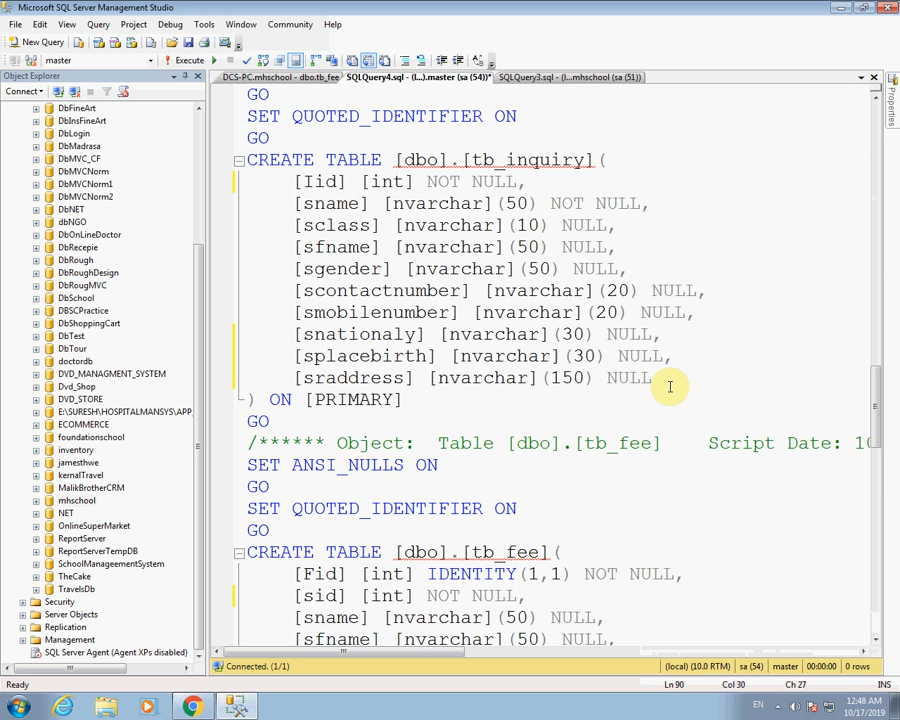 Microsoft SQL Server Management Studio
File Edit View Query Project Debug Tools Window Community Help
New Query
master Execute
Object Explorer
Connect
DbFineArt
DbInsFineArt
DbLogin
DbMadrasa
DbMVC_CF
DbMVCNorm
DbMVCNorm1
DbMVCNorm2
DbNET
dbNGO
DbOnLineDoctor
DbRecepie
DbRough
DbRoughDesign
DbRougMVC
DbSchool
DBSCPractice
DbShoppingCart
DbTest
DbTour
doctordb
DVD_MANAGMENT_SYSTEM
Dvd_Shop
DVD_STORE
E:\SURESH\HOSPITALMANSYS\APP_
ECOMMERCE
foundationschool
inventory
jamesthwe
kernalTravel
MalikBrotherCRM
mhschool
NET
OnlineSuperMarket
ReportServer
ReportServerTempDB
SchoolManageementSystem
TheCake
TravelsDb
Security
Server Objects
Replication
Management
SQL Server Agent (Agent XPs disabled)
DCS-PC.mhschool - dbo.tb_fee SQLQuery4.sql - (l...).master (sa (54))* SQLQuery3.sql - (l...mhschool (sa (51))
GO
SET QUOTED_IDENTIFIER ON
GO
CREATE TABLE [dbo].[tb_inquiry](
[Iid] [int] NOT NULL,
[sname] [nvarchar](50) NOT NULL,
[sclass] [nvarchar](10) NULL,
[sfname] [nvarchar](50) NULL,
[sgender] [nvarchar](50) NULL,
[scontactnumber] [nvarchar](20) NULL,
[smobilenumber] [nvarchar](20) NULL,
[snationaly] [nvarchar](30) NULL,
[splacebirth] [nvarchar](30) NULL,
[sraddress] [nvarchar](150) NULL
) ON [PRIMARY]
GO
/****** Object:  Table [dbo].[tb_fee]    Script Date: 10
SET ANSI_NULLS ON
GO
SET QUOTED_IDENTIFIER ON
GO
CREATE TABLE [dbo].[tb_fee](
[Fid] [int] IDENTITY(1,1) NOT NULL,
[sid] [int] NOT NULL,
[sname] [nvarchar](50) NULL,
[sfname] [nvarchar](50) NULL,
Properties
Connected. (1/1) (local) (10.0 RTM) sa (54) master 00:00:00 0 rows
Ready Ln 90 Col 30 Ch 27 INS
EN 12:48 AM
10/17/2019